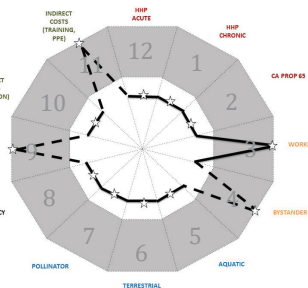 INDIRECT
COSTS
(TRAINING,
PPE)
HHP
ACUTE
HHP
CHRONIC
CA PROP 65
12
1
11
10
2
9
3
8
4
7
5
6
BYSTANDER
POLLINATOR
AQUATIC
TERRESTRIAL